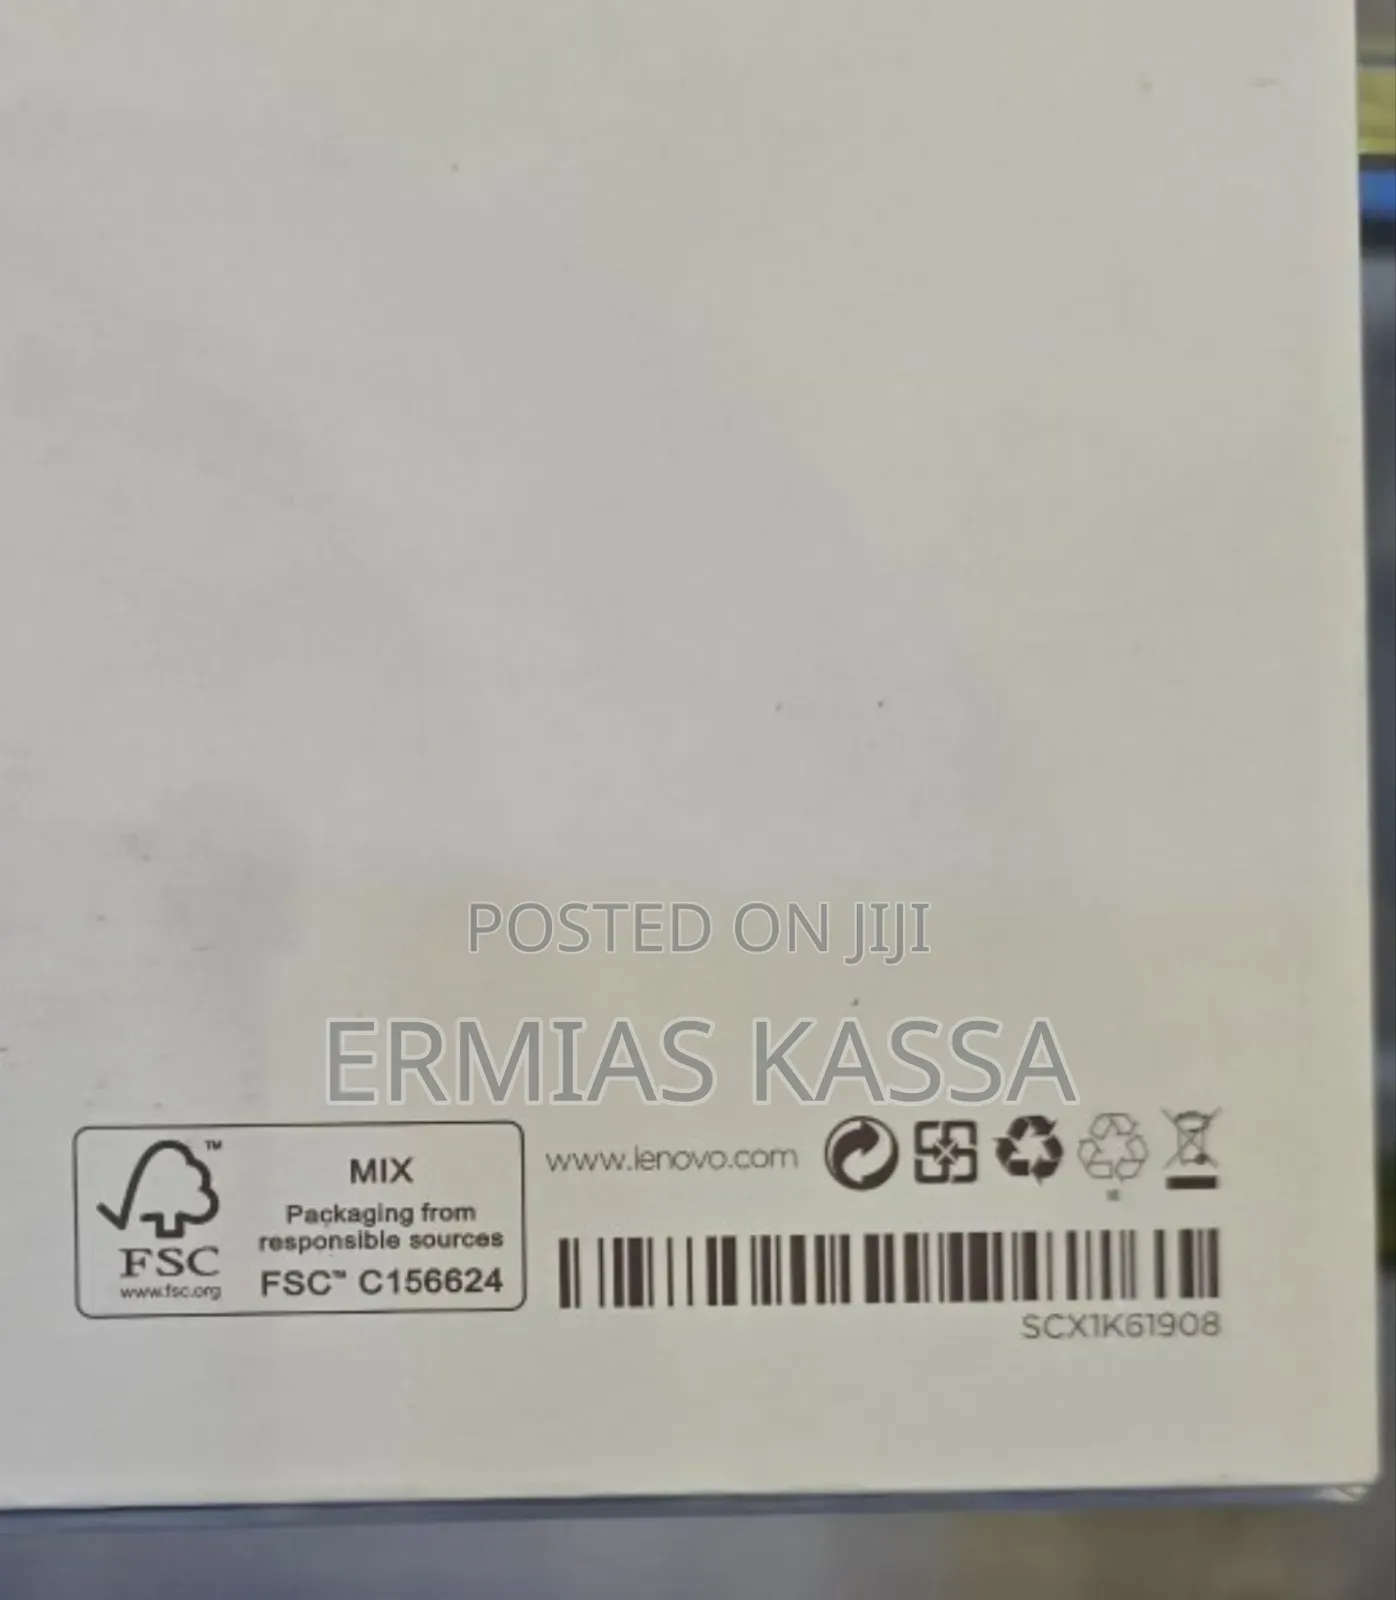 POSTED ON JIJI
ERMIAS KASSA
™
MIX
Packaging from
responsible sources
FSC™ C156624
FSC
www.fsc.org
www.lenovo.com
SCX1K61908